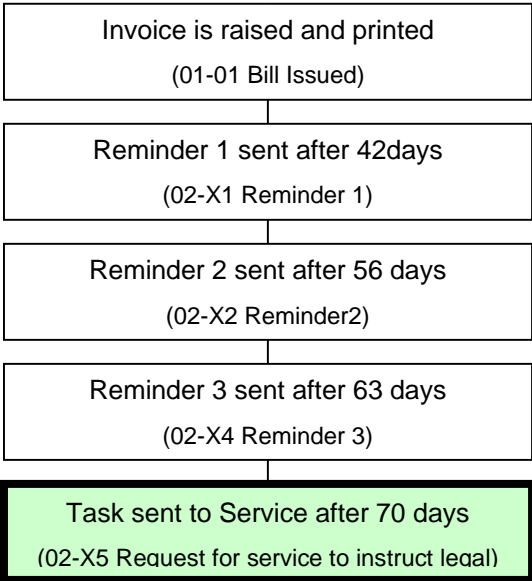 Invoice is raised and printed
(01-01 Bill Issued)
Reminder 1 sent after 42days
(02-X1 Reminder 1)
Reminder 2 sent after 56 days
(02-X2 Reminder2)
Reminder 3 sent after 63 days
(02-X4 Reminder 3)
Task sent to Service after 70 days
(02-X5 Request for service to instruct legal)